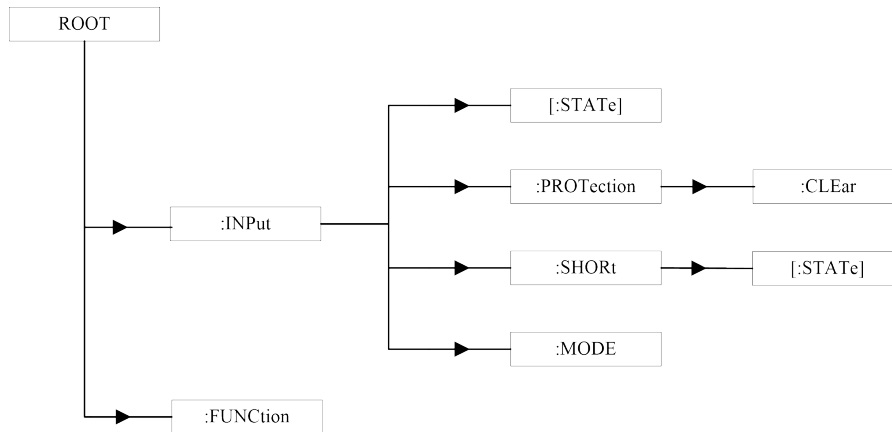 ROOT
[:STATe]
:PROTection
:CLEar
:INPut
:SHORt
[:STATe]
:MODE
:FUNCtion